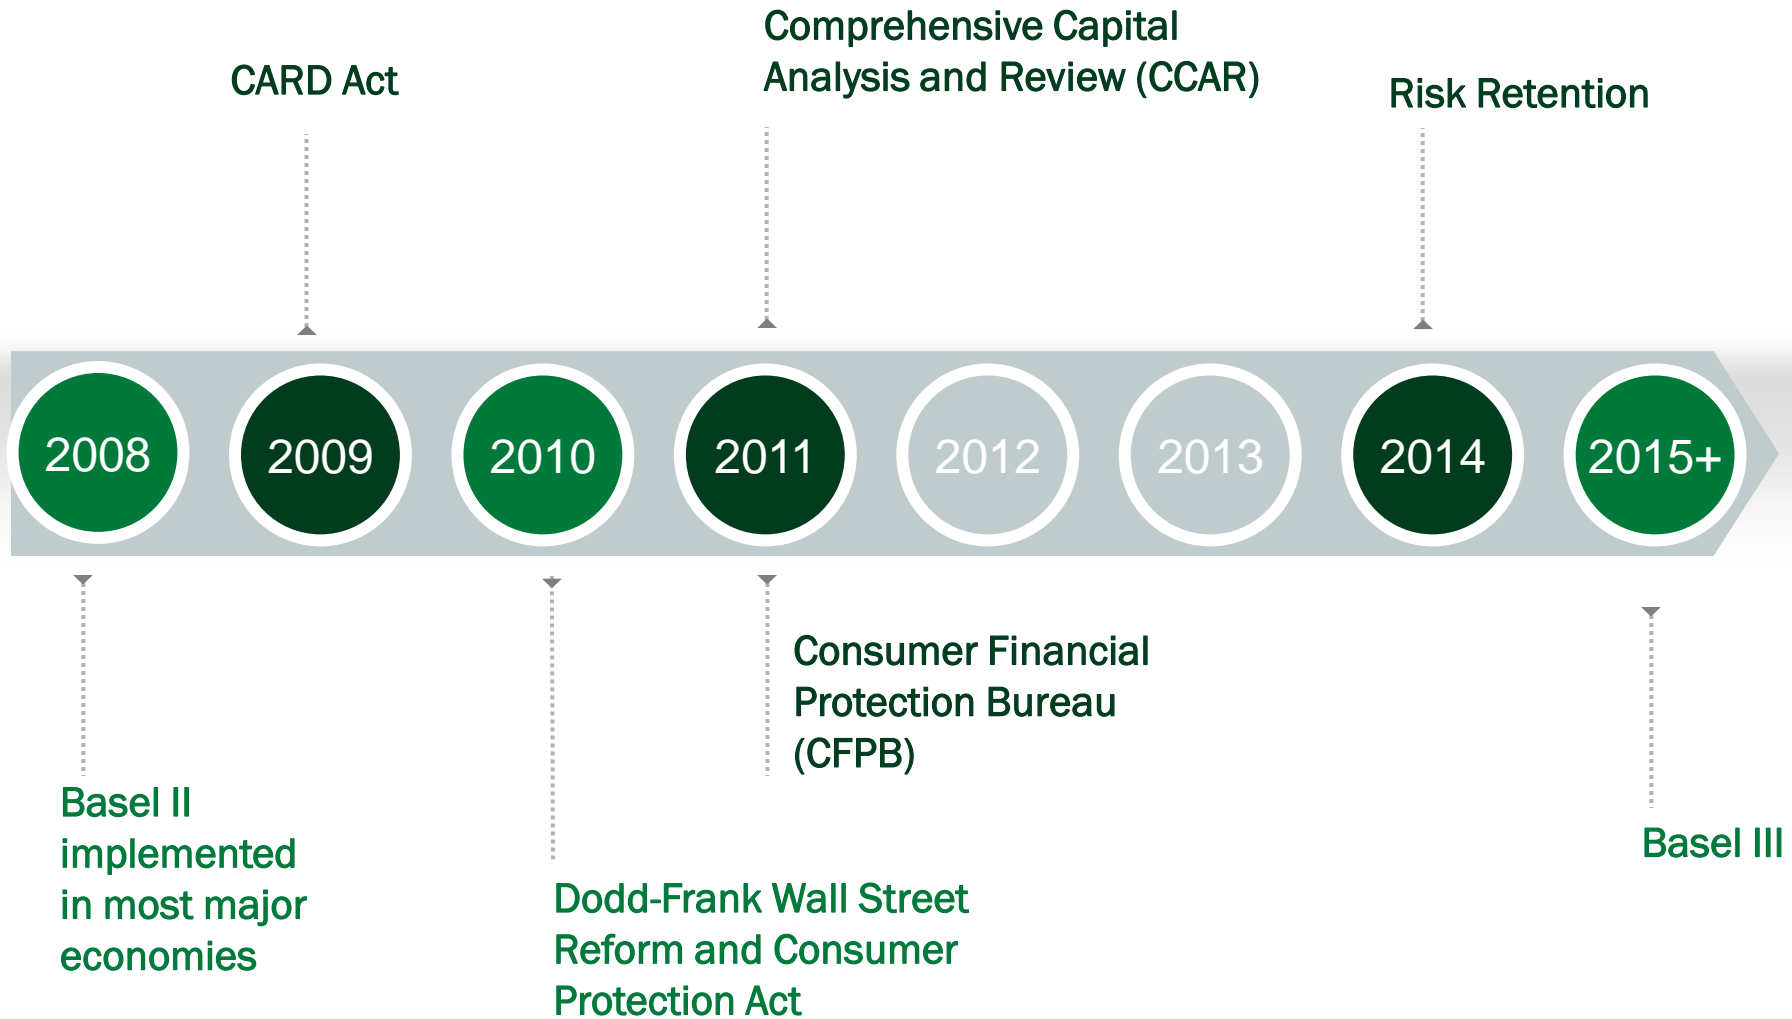 CARD Act
Comprehensive Capital
Analysis and Review (CCAR)
Risk Retention
2008
2009
2010
2011
2012
2013
2014
2015+
Basel II
implemented
in most major
economies
Dodd-Frank Wall Street
Reform and Consumer
Protection Act
Consumer Financial
Protection Bureau
(CFPB)
Basel III